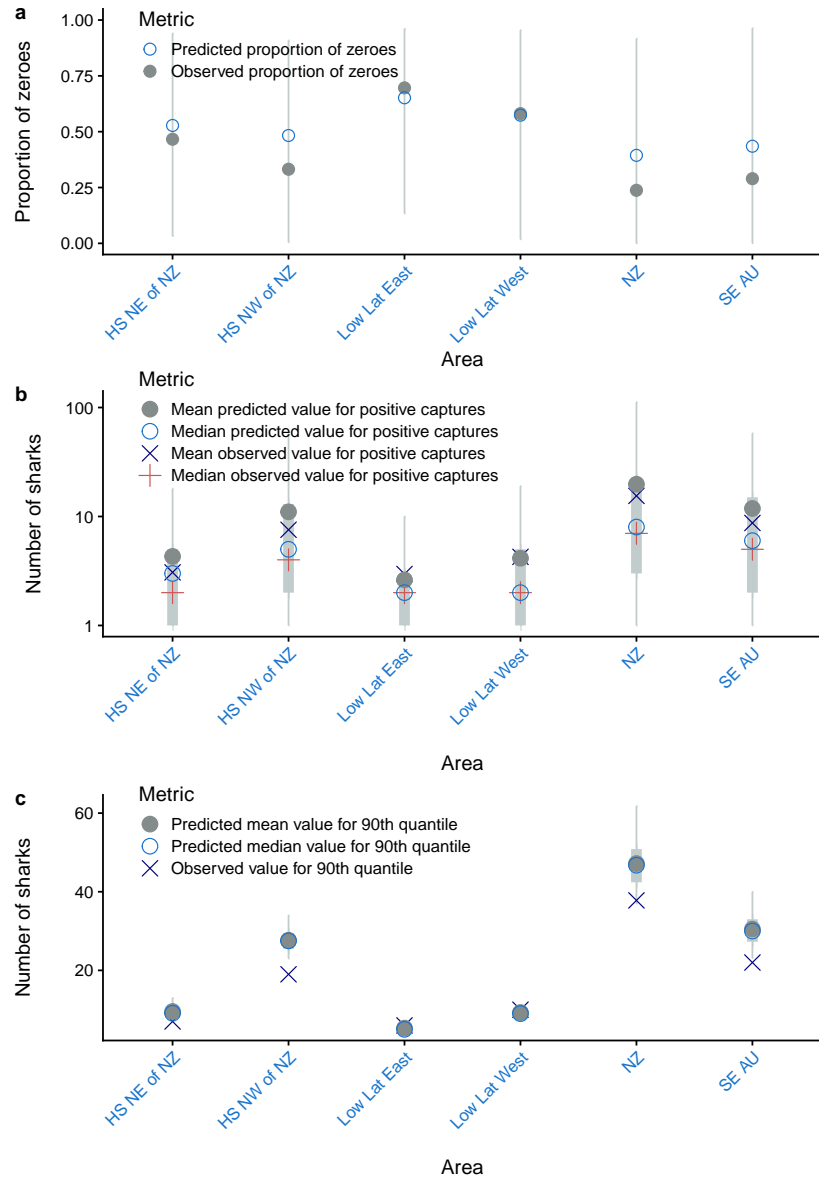 a
Metric
Predicted proportion of zeroes
Observed proportion of zeroes
Proportion of zeroes
1.00
0.75
0.50
0.25
0.00
HS NE of NZ
HS NW of NZ
Low Lat East
Low Lat West
NZ
SE AU
Area
b
Metric
Mean predicted value for positive captures
Median predicted value for positive captures
Mean observed value for positive captures
Median observed value for positive captures
Number of sharks
100
10
1
HS NE of NZ
HS NW of NZ
Low Lat East
Low Lat West
NZ
SE AU
Area
c
Metric
Predicted mean value for 90th quantile
Predicted median value for 90th quantile
Observed value for 90th quantile
Number of sharks
60
40
20
HS NE of NZ
HS NW of NZ
Low Lat East
Low Lat West
NZ
SE AU
Area